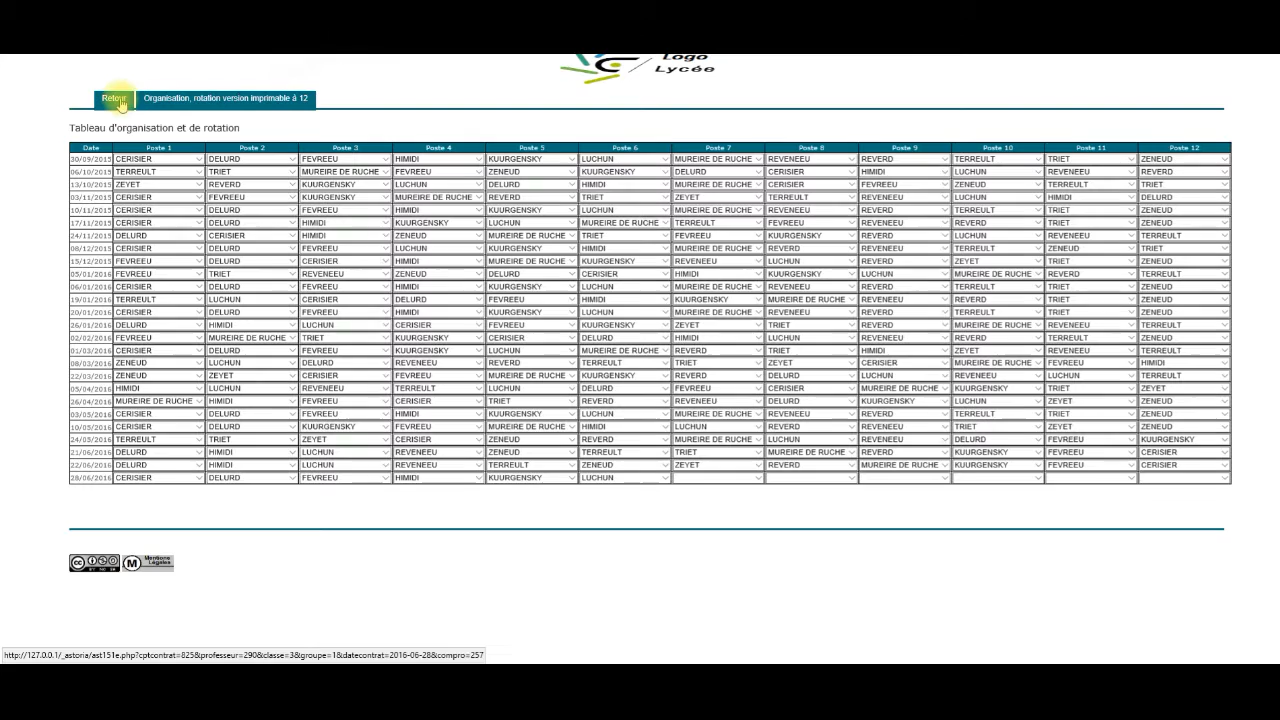 Logo
Lycée
Retour Organisation, rotation version imprimable à 12
Tableau d'organisation et de rotation
Date Poste 1 Poste 2 Poste 3 Poste 4 Poste 5 Poste 6 Poste 7 Poste 8 Poste 9 Poste 10 Poste 11 Poste 12
30/09/2015 CERISIER DELURD FEVREEU HIMIDI KUURGENSKY LUCHUN MUREIRE DE RUCHE REVENEEU REVERD TERREULT TRIET ZENEUD
06/10/2015 TERREULT TRIET MUREIRE DE RUCHE FEVREEU ZENEUD KUURGENSKY DELURD CERISIER HIMIDI LUCHUN REVENEEU REVERD
13/10/2015 ZEYET REVERD KUURGENSKY LUCHUN DELURD HIMIDI MUREIRE DE RUCHE CERISIER FEVREEU ZENEUD TERREULT TRIET
03/11/2015 CERISIER FEVREEU KUURGENSKY MUREIRE DE RUCHE REVERD TRIET ZEYET TERREULT REVENEEU LUCHUN HIMIDI DELURD
10/11/2015 CERISIER DELURD FEVREEU HIMIDI KUURGENSKY LUCHUN MUREIRE DE RUCHE REVENEEU REVERD TERREULT TRIET ZENEUD
17/11/2015 CERISIER DELURD HIMIDI KUURGENSKY LUCHUN MUREIRE DE RUCHE TERREULT FEVREEU REVENEEU REVERD TRIET ZENEUD
24/11/2015 DELURD CERISIER HIMIDI ZENEUD MUREIRE DE RUCHE TRIET FEVREEU KUURGENSKY REVERD LUCHUN REVENEEU TERREULT
08/12/2015 CERISIER DELURD FEVREEU LUCHUN KUURGENSKY HIMIDI MUREIRE DE RUCHE REVERD REVENEEU TERREULT ZENEUD TRIET
15/12/2015 FEVREEU DELURD CERISIER HIMIDI MUREIRE DE RUCHE KUURGENSKY REVENEEU LUCHUN REVERD ZEYET TRIET ZENEUD
05/01/2016 FEVREEU TRIET REVENEEU ZENEUD DELURD CERISIER HIMIDI KUURGENSKY LUCHUN MUREIRE DE RUCHE REVERD TERREULT
06/01/2016 CERISIER DELURD FEVREEU HIMIDI KUURGENSKY LUCHUN MUREIRE DE RUCHE REVENEEU REVERD TERREULT TRIET ZENEUD
19/01/2016 TERREULT LUCHUN CERISIER DELURD FEVREEU HIMIDI KUURGENSKY MUREIRE DE RUCHE REVENEEU REVERD TRIET ZENEUD
20/01/2016 CERISIER DELURD FEVREEU HIMIDI KUURGENSKY LUCHUN MUREIRE DE RUCHE REVENEEU REVERD TERREULT TRIET ZENEUD
26/01/2016 DELURD HIMIDI LUCHUN CERISIER FEVREEU KUURGENSKY ZEYET TRIET REVERD MUREIRE DE RUCHE REVENEEU TERREULT
02/02/2016 FEVREEU MUREIRE DE RUCHE TRIET KUURGENSKY CERISIER DELURD HIMIDI LUCHUN REVENEEU REVERD TERREULT ZENEUD
01/03/2016 CERISIER DELURD FEVREEU KUURGENSKY LUCHUN MUREIRE DE RUCHE REVERD TRIET HIMIDI ZEYET REVENEEU TERREULT
08/03/2016 ZENEUD LUCHUN DELURD REVENEEU REVERD TERREULT TRIET ZEYET CERISIER MUREIRE DE RUCHE FEVREEU HIMIDI
22/03/2016 ZENEUD ZEYET CERISIER FEVREEU MUREIRE DE RUCHE KUURGENSKY REVERD DELURD LUCHUN REVENEEU LUCHUN TERREULT
05/04/2016 HIMIDI LUCHUN REVENEEU TERREULT LUCHUN DELURD FEVREEU CERISIER MUREIRE DE RUCHE KUURGENSKY TRIET ZEYET
26/04/2016 MUREIRE DE RUCHE HIMIDI FEVREEU CERISIER TRIET REVERD REVENEEU DELURD KUURGENSKY LUCHUN ZEYET ZENEUD
03/05/2016 CERISIER DELURD FEVREEU HIMIDI KUURGENSKY LUCHUN MUREIRE DE RUCHE REVENEEU REVERD TERREULT TRIET ZENEUD
10/05/2016 CERISIER DELURD KUURGENSKY FEVREEU MUREIRE DE RUCHE HIMIDI LUCHUN REVERD REVENEEU TRIET ZEYET ZENEUD
24/05/2016 TERREULT TRIET ZEYET CERISIER ZENEUD REVERD MUREIRE DE RUCHE LUCHUN REVENEEU DELURD FEVREEU KUURGENSKY
21/06/2016 DELURD HIMIDI LUCHUN REVENEEU ZENEUD TERREULT TRIET MUREIRE DE RUCHE REVERD KUURGENSKY FEVREEU CERISIER
22/06/2016 DELURD HIMIDI LUCHUN REVENEEU TERREULT ZENEUD ZEYET REVERD MUREIRE DE RUCHE KUURGENSKY FEVREEU CERISIER
28/06/2016 CERISIER DELURD FEVREEU HIMIDI KUURGENSKY LUCHUN
Mentions
Légales
http://127.0.0.1/_astoria/ast151e.php?cptcontrat=825&professeur=290&classe=3&groupe=1&datecontrat=2016-06-28&compro=257